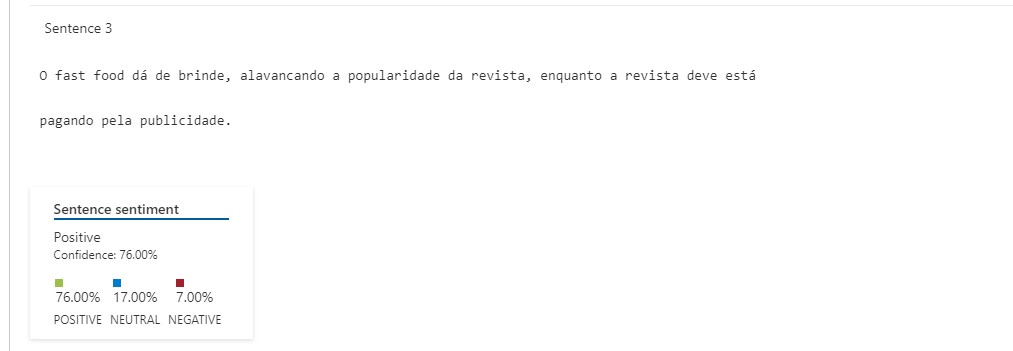 Sentence 3
O fast food dá de brinde, alavancando a popularidade da revista, enquanto a revista deve está
pagando pela publicidade.
Sentence sentiment
Positive
Confidence: 76.00%
76.00% 17.00% 7.00%
POSITIVE NEUTRAL NEGATIVE